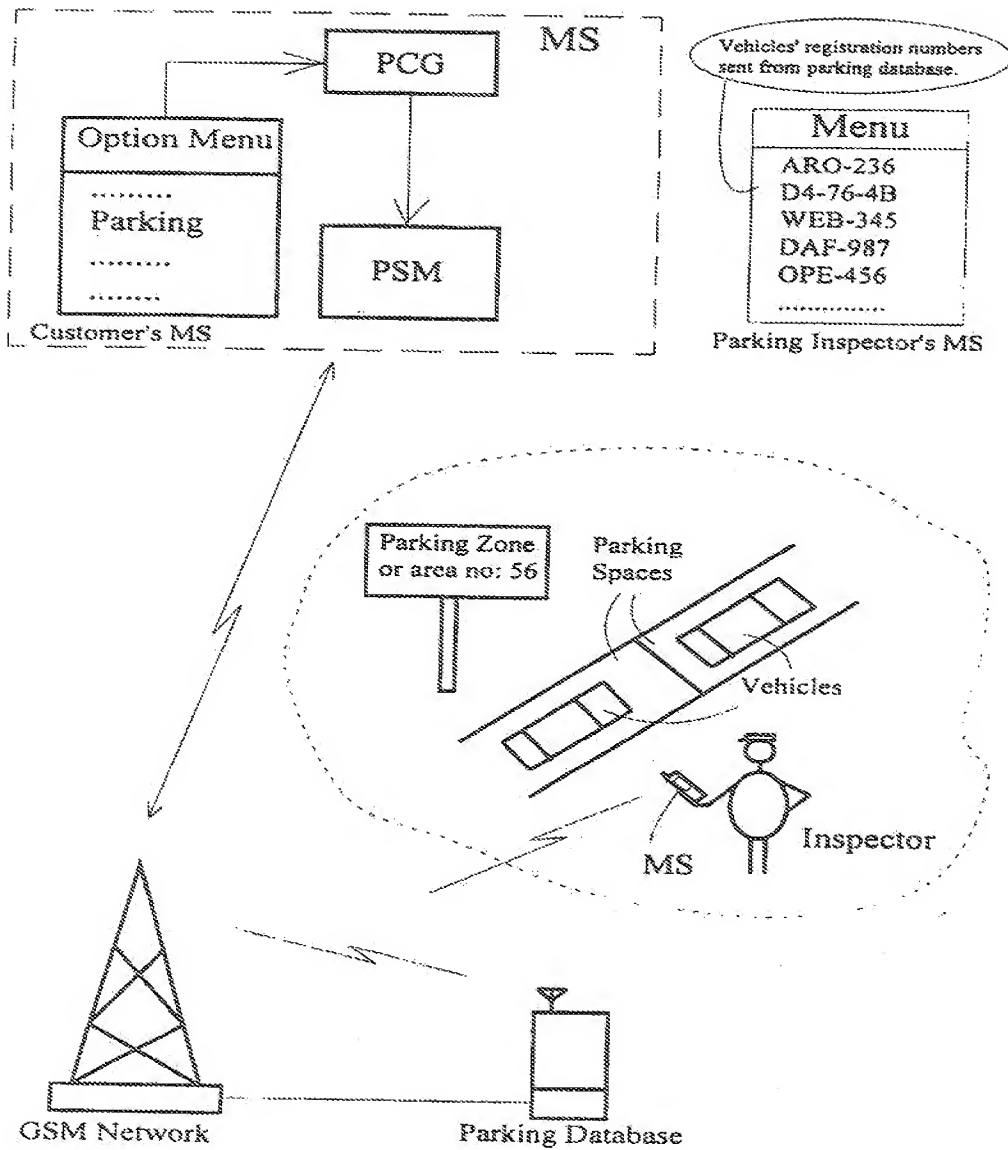 MS
PCG
Option Menu
.........
Parking
.........
........
PSM
Customer's MS
Vehicles' registration numbers
sent from parking database.
Menu
ARO-236
D4-76-4B
WEB-345
DAF-987
OPE-456
..............
Parking Inspector's MS
Parking Zone
or area no: 56
Parking
Spaces
Vehicles
MS
Inspector
GSM Network
Parking Database